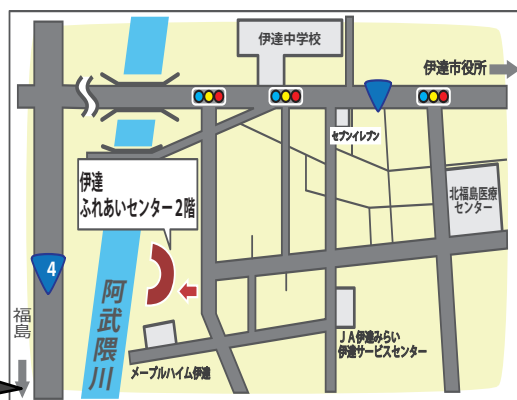 伊達中学校
伊達市役所
セブンイレブン
伊達
ふれあいセンター2階
北福島医療
センター
4
阿武隈川
福島
JA伊達みらい
伊達サービスセンター
メープルハイム伊達